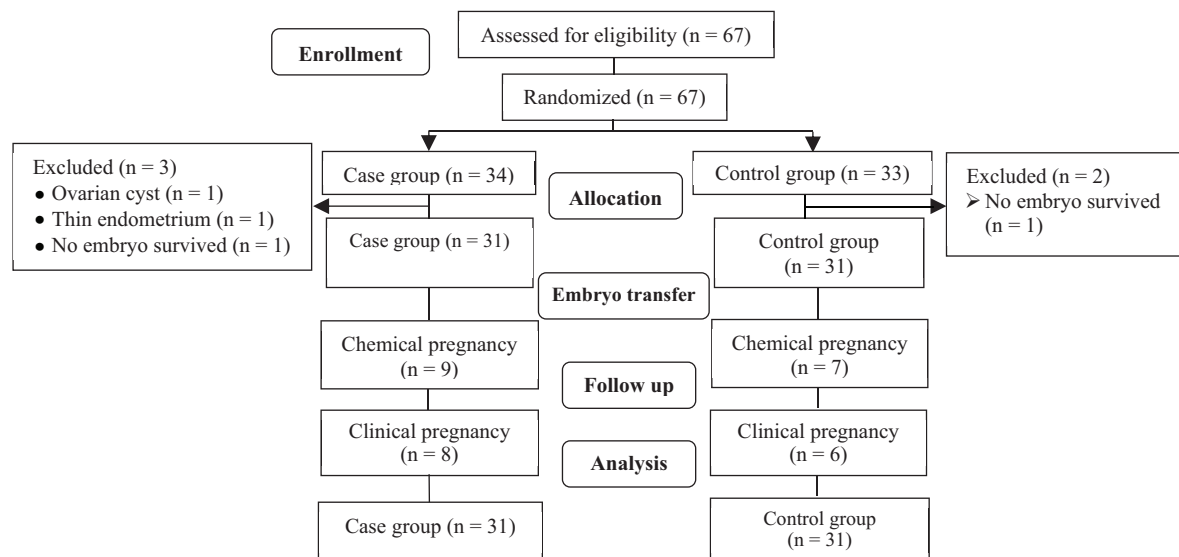 Assessed for eligibility (n = 67)
Enrollment
Randomized (n = 67)
Excluded (n = 3)
● Ovarian cyst (n = 1)
● Thin endometrium (n = 1)
● No embryo survived (n = 1)
Case group (n = 34)
Allocation
Control group (n = 33)
Excluded (n = 2)
➢ No embryo survived
(n = 1)
Case group (n = 31)
Control group
(n = 31)
Embryo transfer
Chemical pregnancy
(n = 9)
Chemical pregnancy
(n = 7)
Follow up
Clinical pregnancy
(n = 8)
Clinical pregnancy
(n = 6)
Analysis
Case group (n = 31)
Control group
(n = 31)